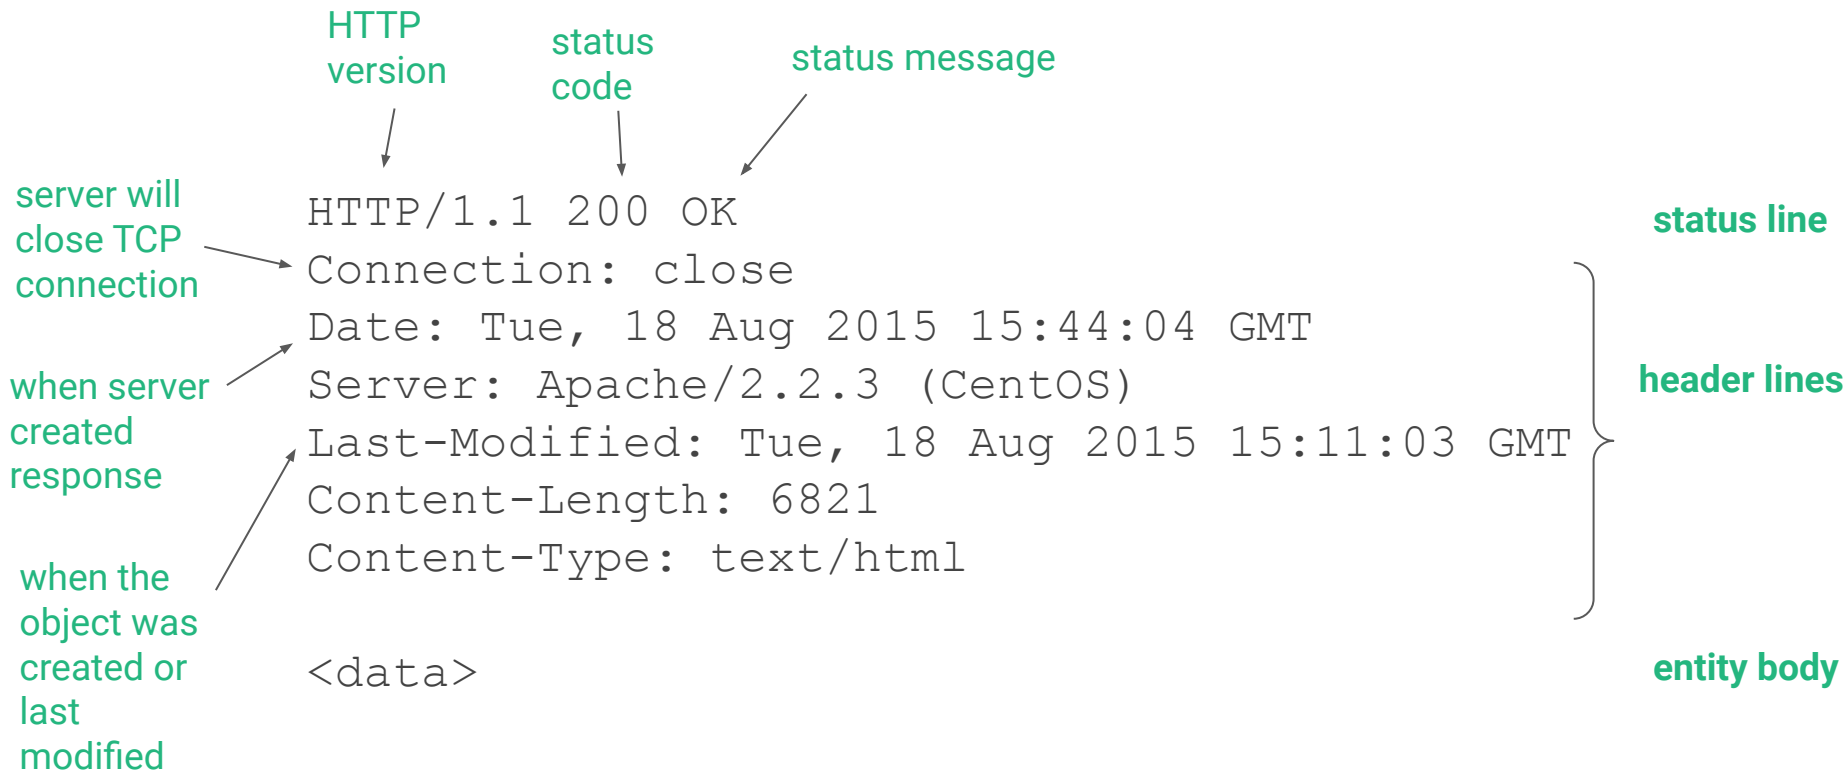 HTTP
version
status
code
status message
server will
close TCP
connection
HTTP/1.1 200 OK
status line
Connection: close
Date: Tue, 18 Aug 2015 15:44:04 GMT
when server
created
response
Server: Apache/2.2.3 (CentOS)
header lines
Last-Modified: Tue, 18 Aug 2015 15:11:03 GMT
Content-Length: 6821
Content-Type: text/html
when the
object was
created or
last
modified
<data>
entity body